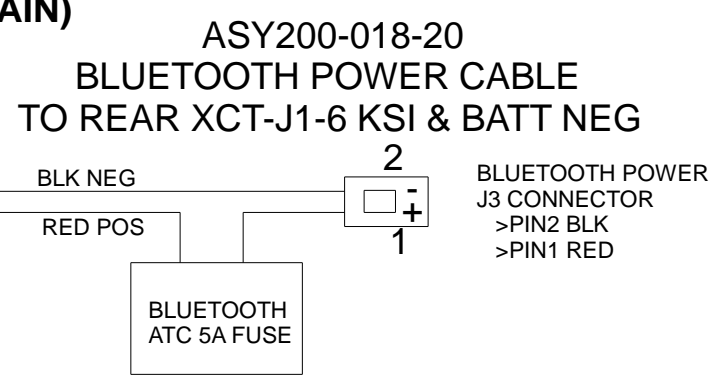 AIN)
ASY200-018-20
BLUETOOTH POWER CABLE
TO REAR XCT-J1-6 KSI & BATT NEG
BLK NEG
RED POS
2
-
+
1
BLUETOOTH POWER
J3 CONNECTOR
>PIN2 BLK
>PIN1 RED
BLUETOOTH
ATC 5A FUSE